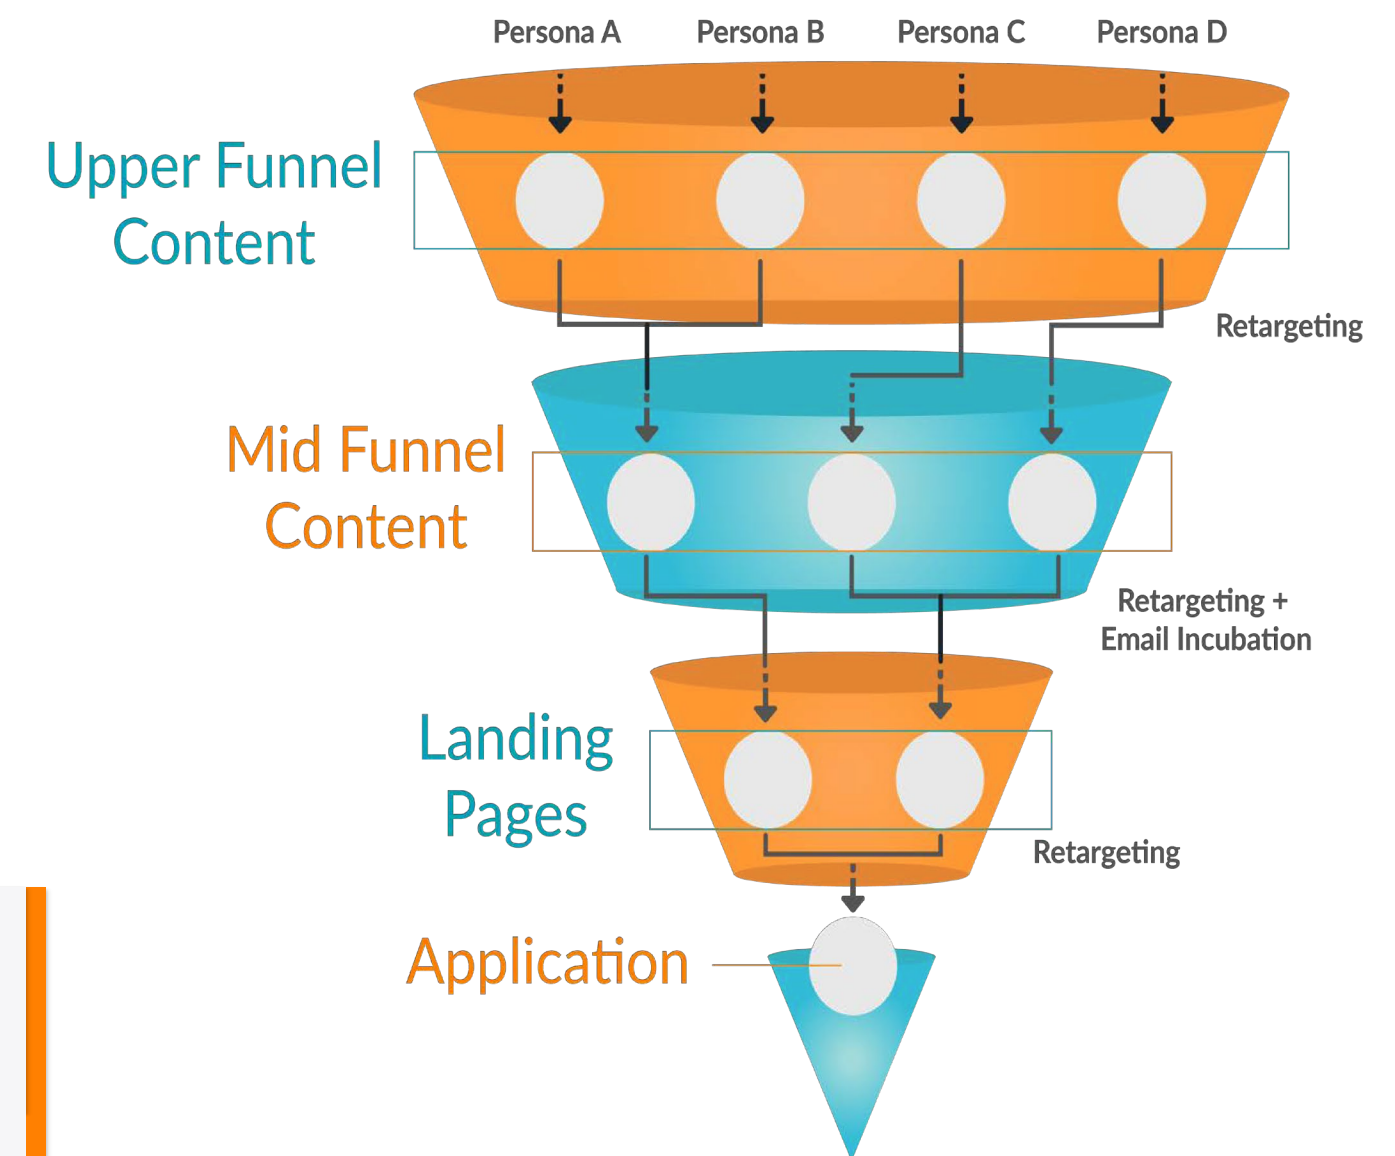 Persona A
Persona B
Persona C
Persona D
Upper Funnel
Content
Retargeting
Mid Funnel
Content
Retargeting +
Email Incubation
Landing
Pages
Retargeting
Application